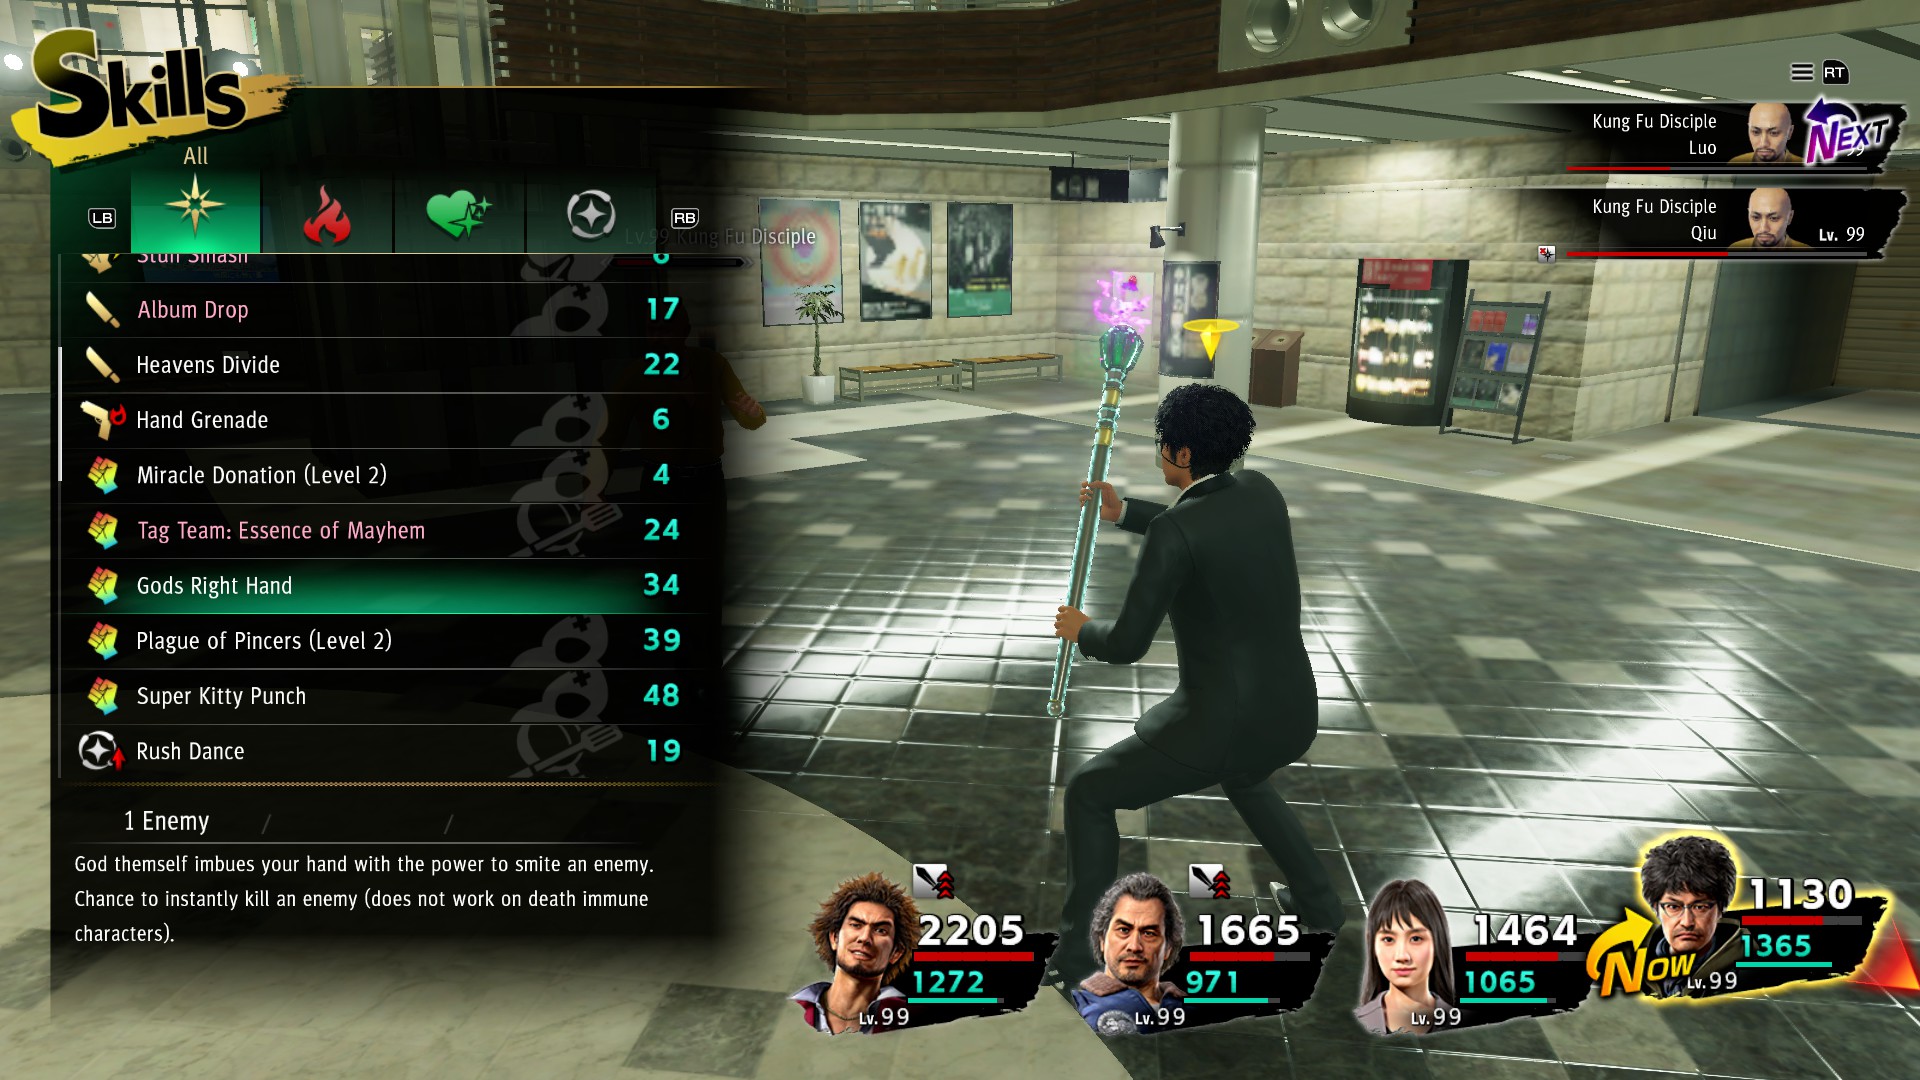 Skills
All
LB
RB
Lv.99 Kung Fu Disciple
Stun Smash 6
Album Drop 17
Heavens Divide 22
Hand Grenade 6
Miracle Donation (Level 2) 4
Tag Team: Essence of Mayhem 24
Gods Right Hand 34
Plague of Pincers (Level 2) 39
Super Kitty Punch 48
Rush Dance 19
1 Enemy / /
God themself imbues your hand with the power to smite an enemy.
Chance to instantly kill an enemy (does not work on death immune
characters).
RT
Kung Fu Disciple
Luo
NEXT
99
Kung Fu Disciple
Qiu
Lv. 99
2205
1272
Lv.99
1665
971
Lv.99
1464
1065
Lv.99
1130
1365
NOW
Lv.99